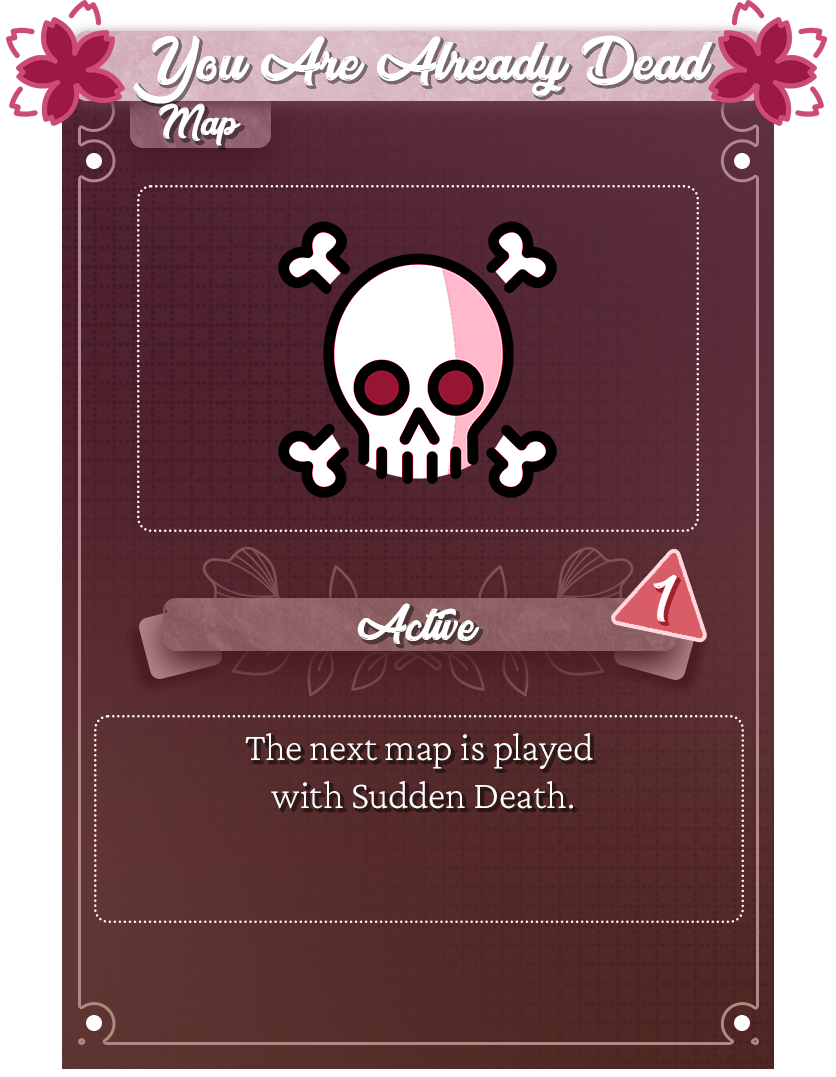 You Are Already Dead
Map
Active
1
The next map is played
with Sudden Death.